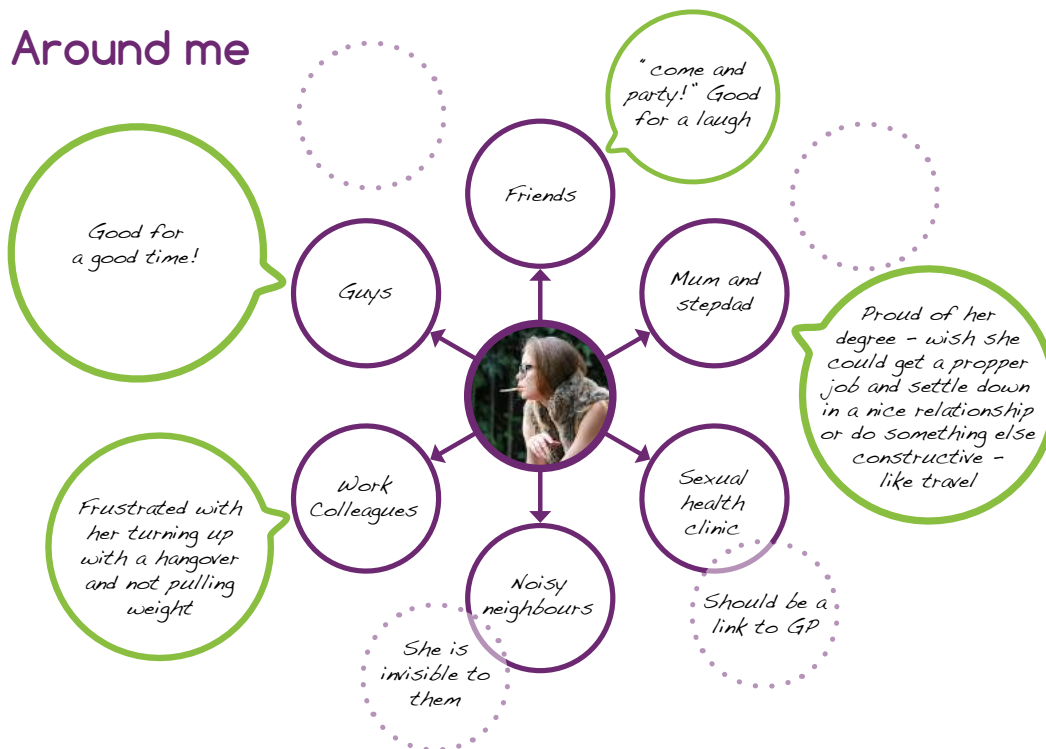 Around me
"come and
party!" Good
for a laugh
Friends
Good for
a good time!
Guys
Mum and
stepdad
Proud of her
degree - wish she
could get a propper
job and settle down
in a nice relationship
or do something else
constructive -
like travel
Work
Colleagues
Sexual
health
clinic
Frustrated with
her turning up
with a hangover
and not pulling
weight
Noisy
neighbours
Should be a
link to GP
She is
invisible to
them